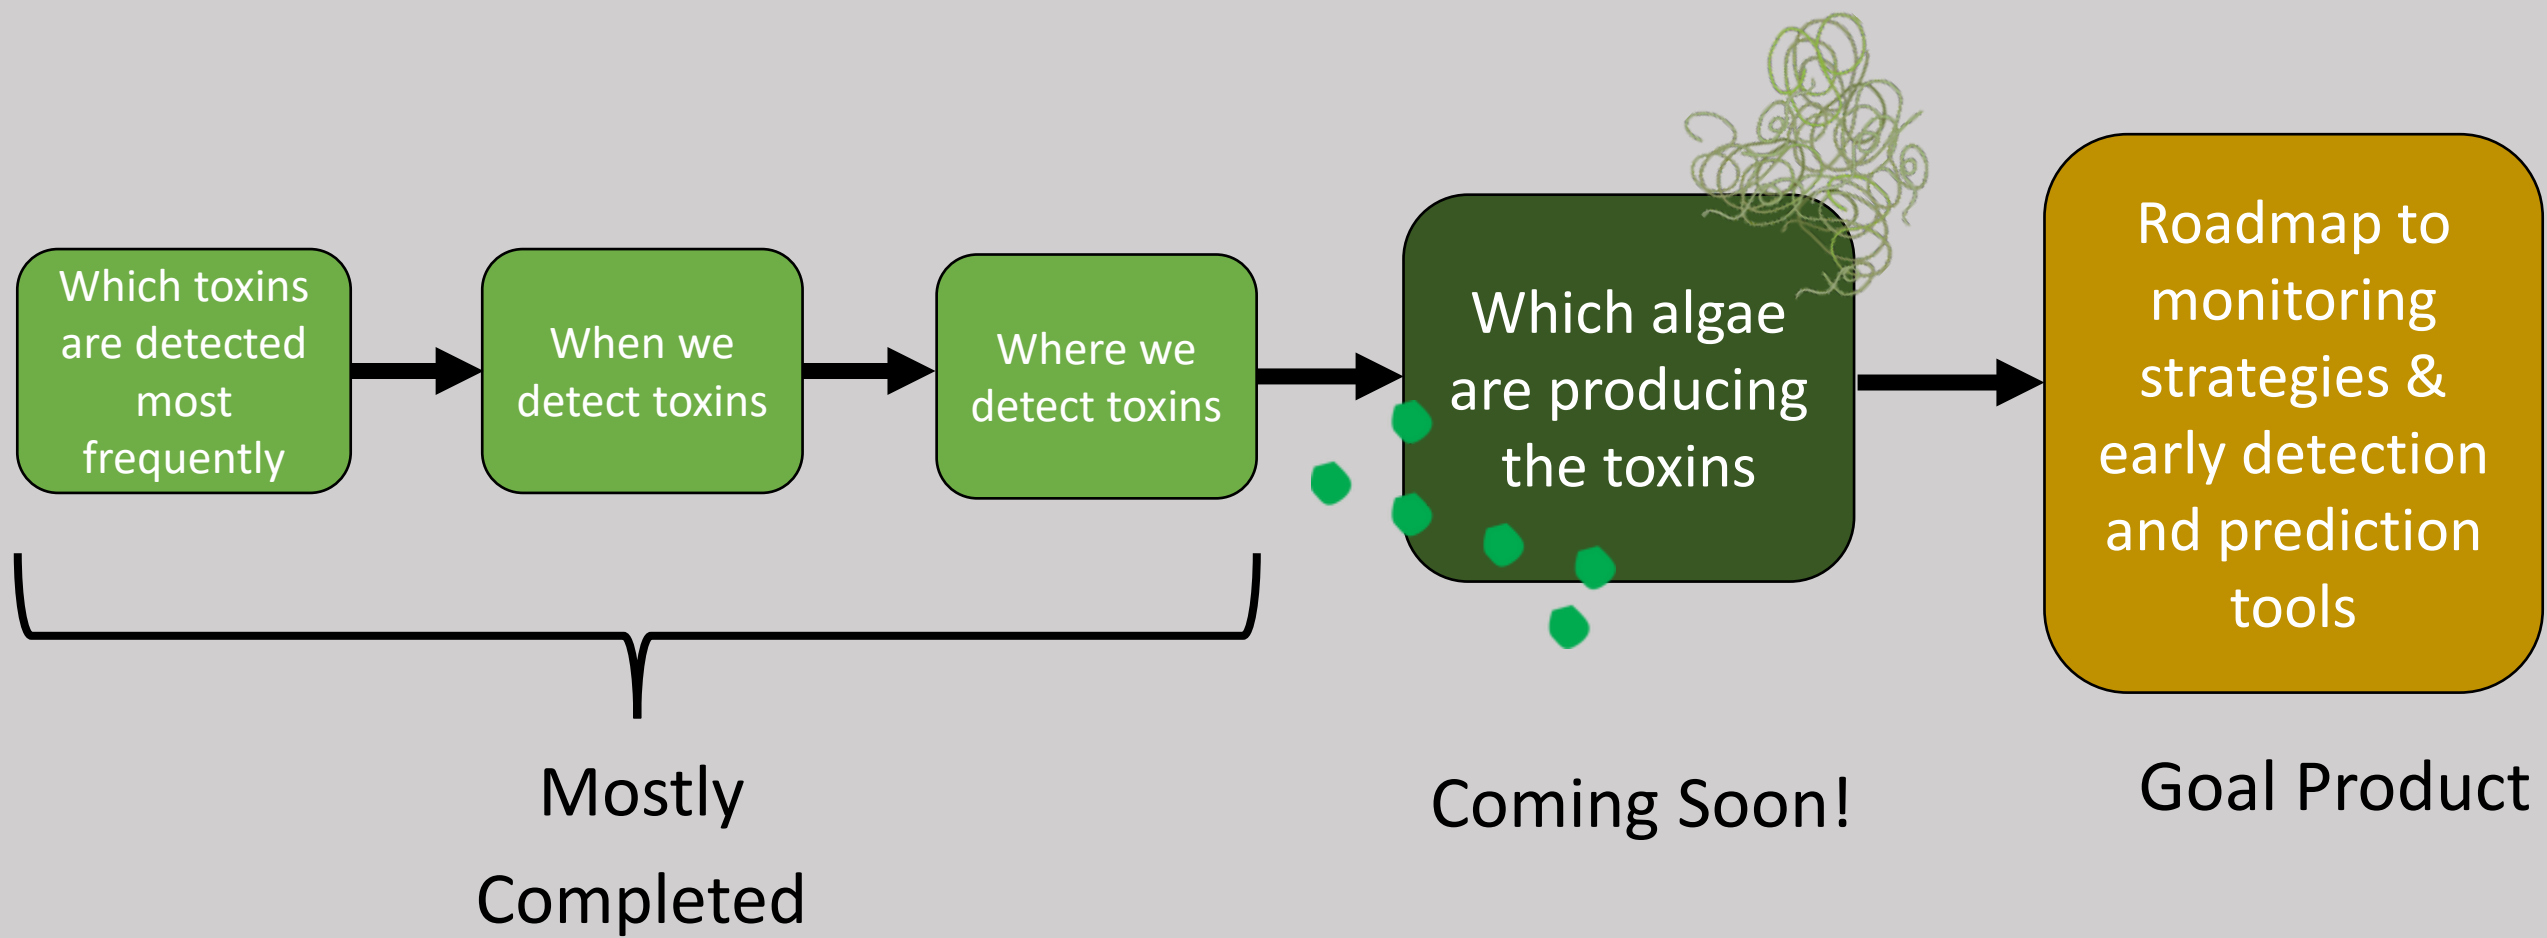 Which toxins
are detected
most
frequently
When we
detect toxins
Where we
detect toxins
Which algae
are producing
the toxins
Roadmap to
monitoring
strategies &
early detection
and prediction
tools
Mostly
Completed
Coming Soon!
Goal Product